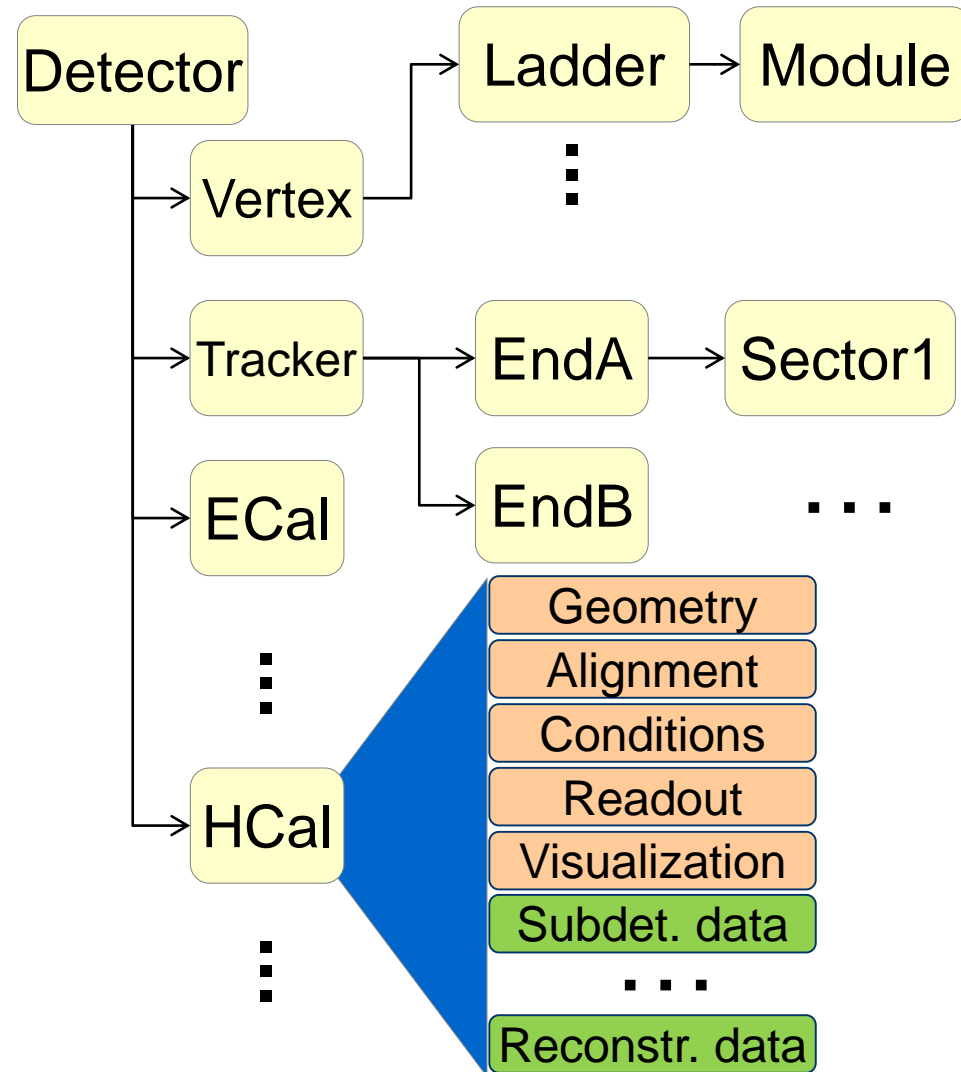 Detector
Ladder
Module
Vertex
Tracker
EndA
Sector1
ECal
EndB
HCal
Geometry
Alignment
Conditions
Readout
Visualization
Subdet. data
Reconstr. data